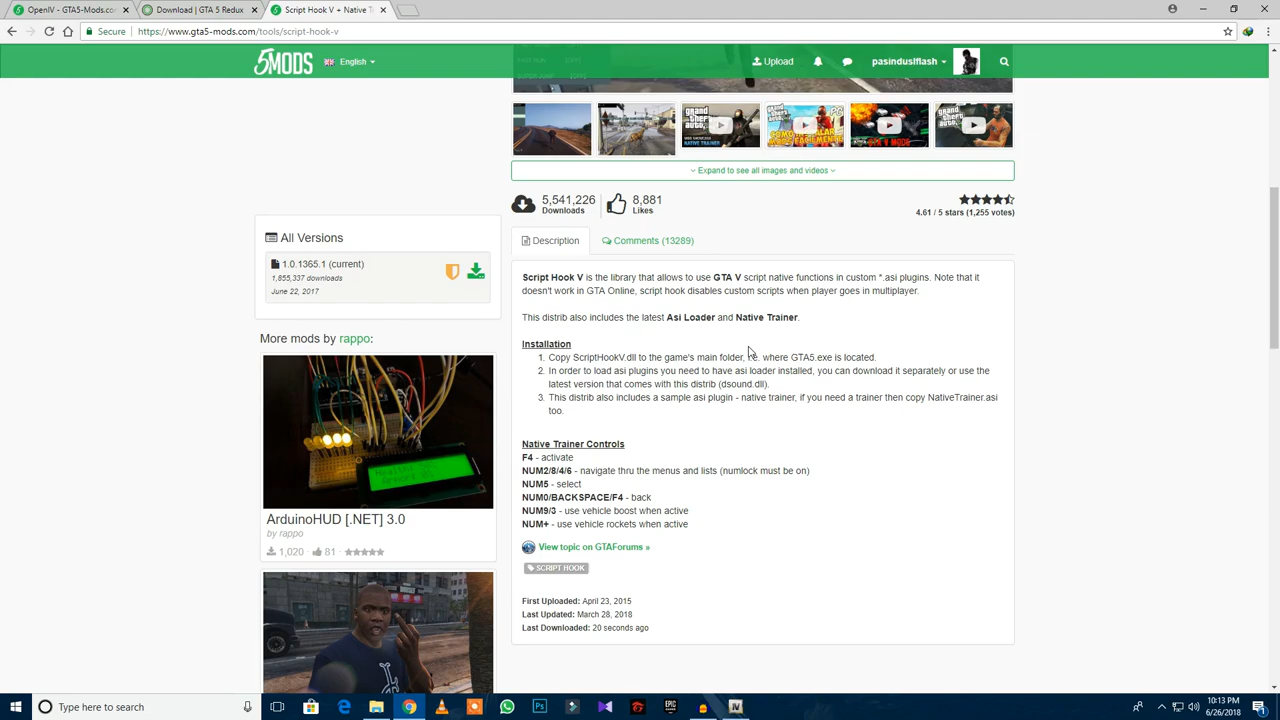 OpenIV - GTA5-Mods.com
Download | GTA 5 Redux
Script Hook V + Native T
Secure
https://www.gta5-mods.com/tools/script-hook-v
5MODS
English
Upload
pasinduslflash
Expand to see all images and videos
5,541,226
Downloads
8,881
Likes
4.61 / 5 stars (1,255 votes)
All Versions
1.0.1365.1 (current)
1,855,337 downloads
June 22, 2017
More mods by rappo:
ArduinoHUD [.NET] 3.0
by rappo
1,020 · 81 ·
Description
Comments (13289)
Script Hook V is the library that allows to use GTA V script native functions in custom *.asi plugins. Note that it
doesn't work in GTA Online, script hook disables custom scripts when player goes in multiplayer.
This distrib also includes the latest Asi Loader and Native Trainer.
Installation
1. Copy ScriptHookV.dll to the game's main folder, i.e. where GTA5.exe is located.
2. In order to load asi plugins you need to have asi loader installed, you can download it separately or use the
latest version that comes with this distrib (dsound.dll).
3. This distrib also includes a sample asi plugin - native trainer, if you need a trainer then copy NativeTrainer.asi
too.
Native Trainer Controls
F4 - activate
NUM2/8/4/6 - navigate thru the menus and lists (numlock must be on)
NUM5 - select
NUM0/BACKSPACE/F4 - back
NUM9/3 - use vehicle boost when active
NUM+ - use vehicle rockets when active
View topic on GTAForums »
SCRIPT HOOK
First Uploaded: April 23, 2015
Last Updated: March 28, 2018
Last Downloaded: 20 seconds ago
Type here to search
10:13 PM
6/26/2018